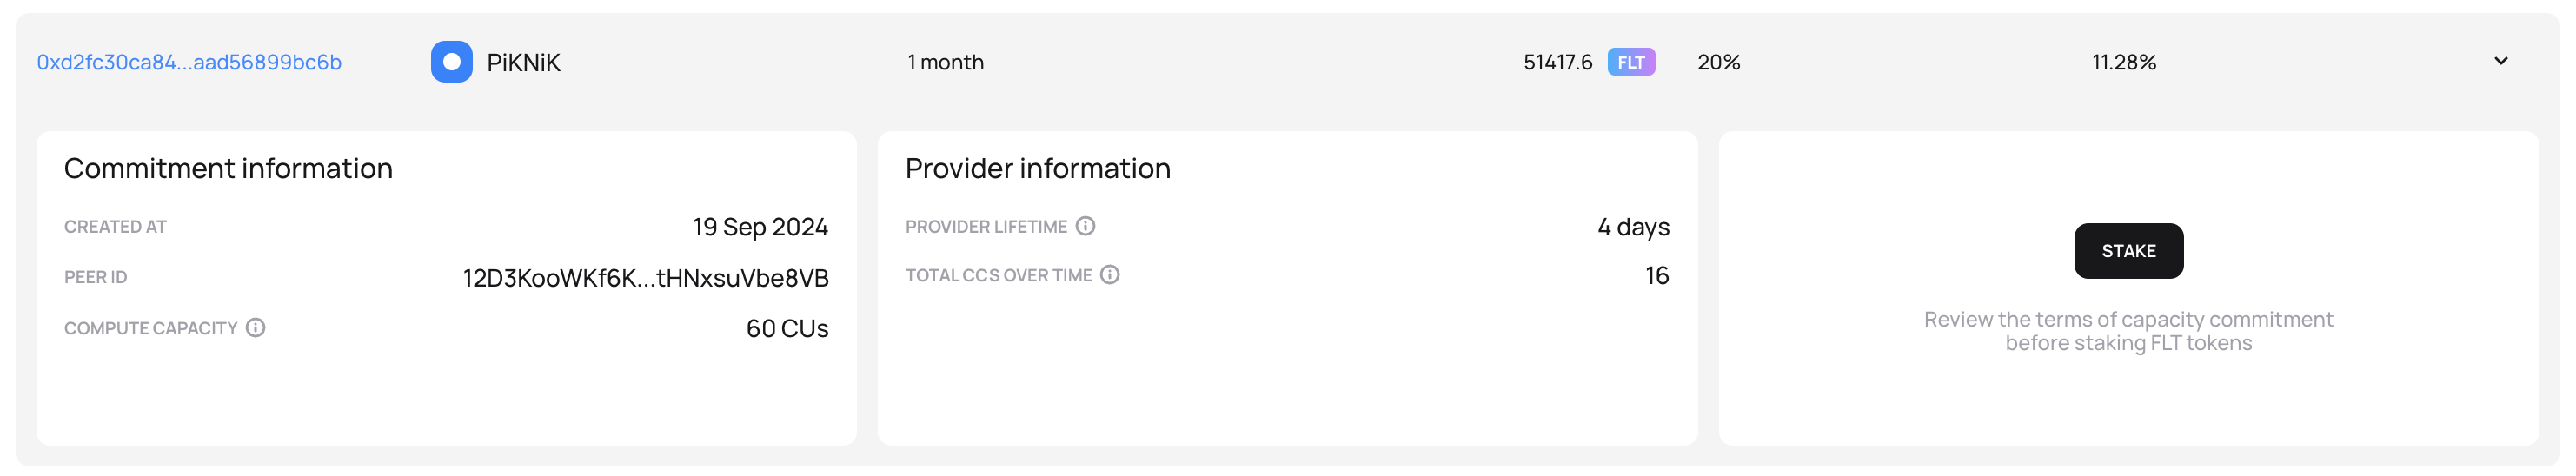 0xd2fc30ca84...aad56899bc6b PiKNiK 1 month 51417.6 FLT 20% 11.28%
Commitment information
CREATED AT 19 Sep 2024
PEER ID 12D3KooWKf6K...tHNxsuVbe8VB
COMPUTE CAPACITY 60 CUs
Provider information
PROVIDER LIFETIME 4 days
TOTAL CCS OVER TIME 16
STAKE
Review the terms of capacity commitment
before staking FLT tokens